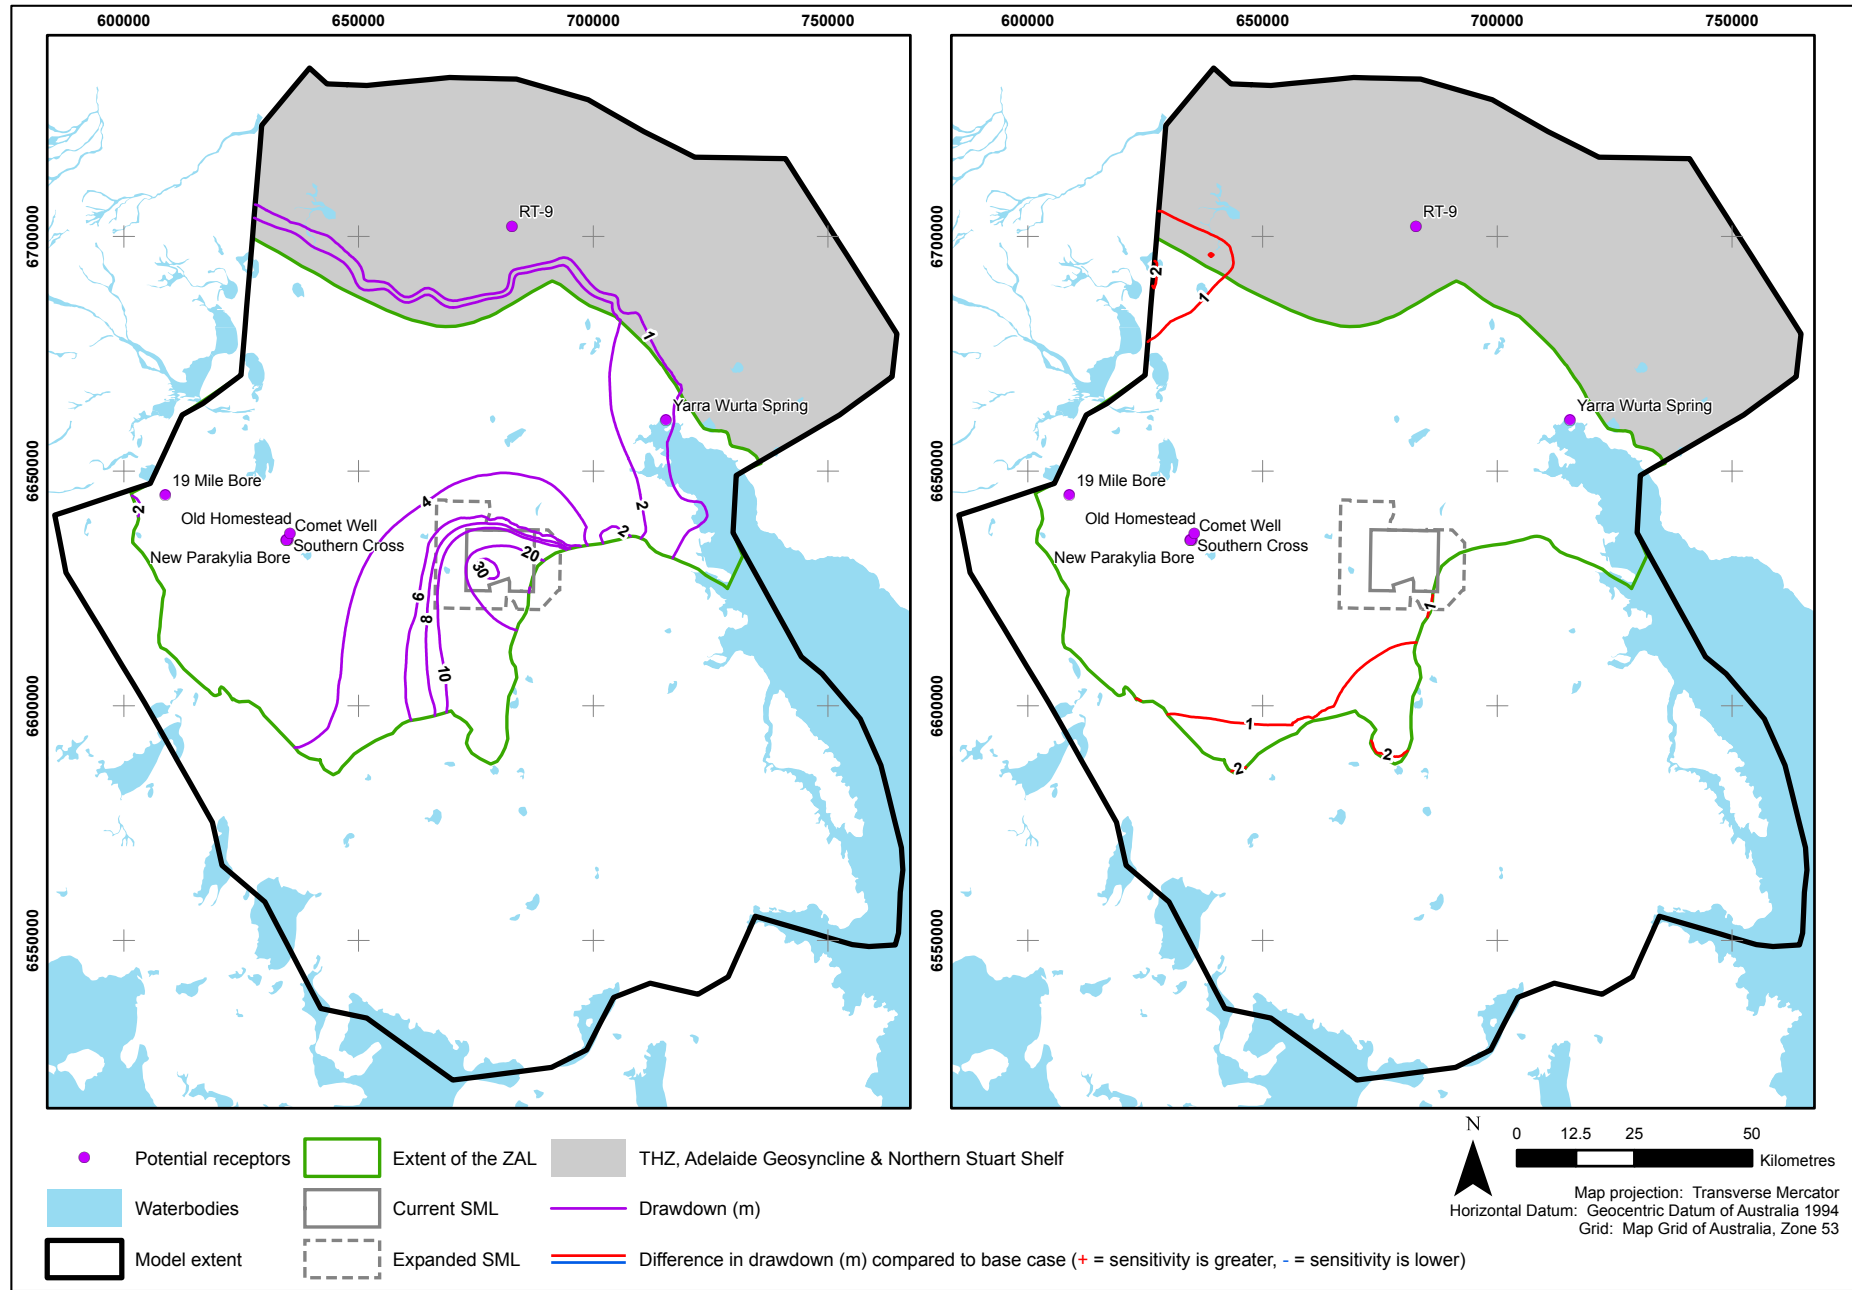 600000 650000 700000 750000
600000 650000 700000 750000
6700000
6650000
6600000
6550000
RT-9
1
Yarra Wurta Spring
19 Mile Bore
2
Old Homestead
Comet Well
Southern Cross
New Parakylia Bore
4
2
2
20
30
6
8
10
6700000
6650000
6600000
6550000
RT-9
2
1
Yarra Wurta Spring
19 Mile Bore
Old Homestead
Comet Well
Southern Cross
New Parakylia Bore
1
1
2
2
Potential receptors
Extent of the ZAL
THZ, Adelaide Geosyncline & Northern Stuart Shelf
Waterbodies
Current SML
Drawdown (m)
Model extent
Expanded SML
Difference in drawdown (m) compared to base case (+ = sensitivity is greater, - = sensitivity is lower)
N
0 12.5 25 50
Kilometres
Map projection: Transverse Mercator
Horizontal Datum: Geocentric Datum of Australia 1994
Grid: Map Grid of Australia, Zone 53